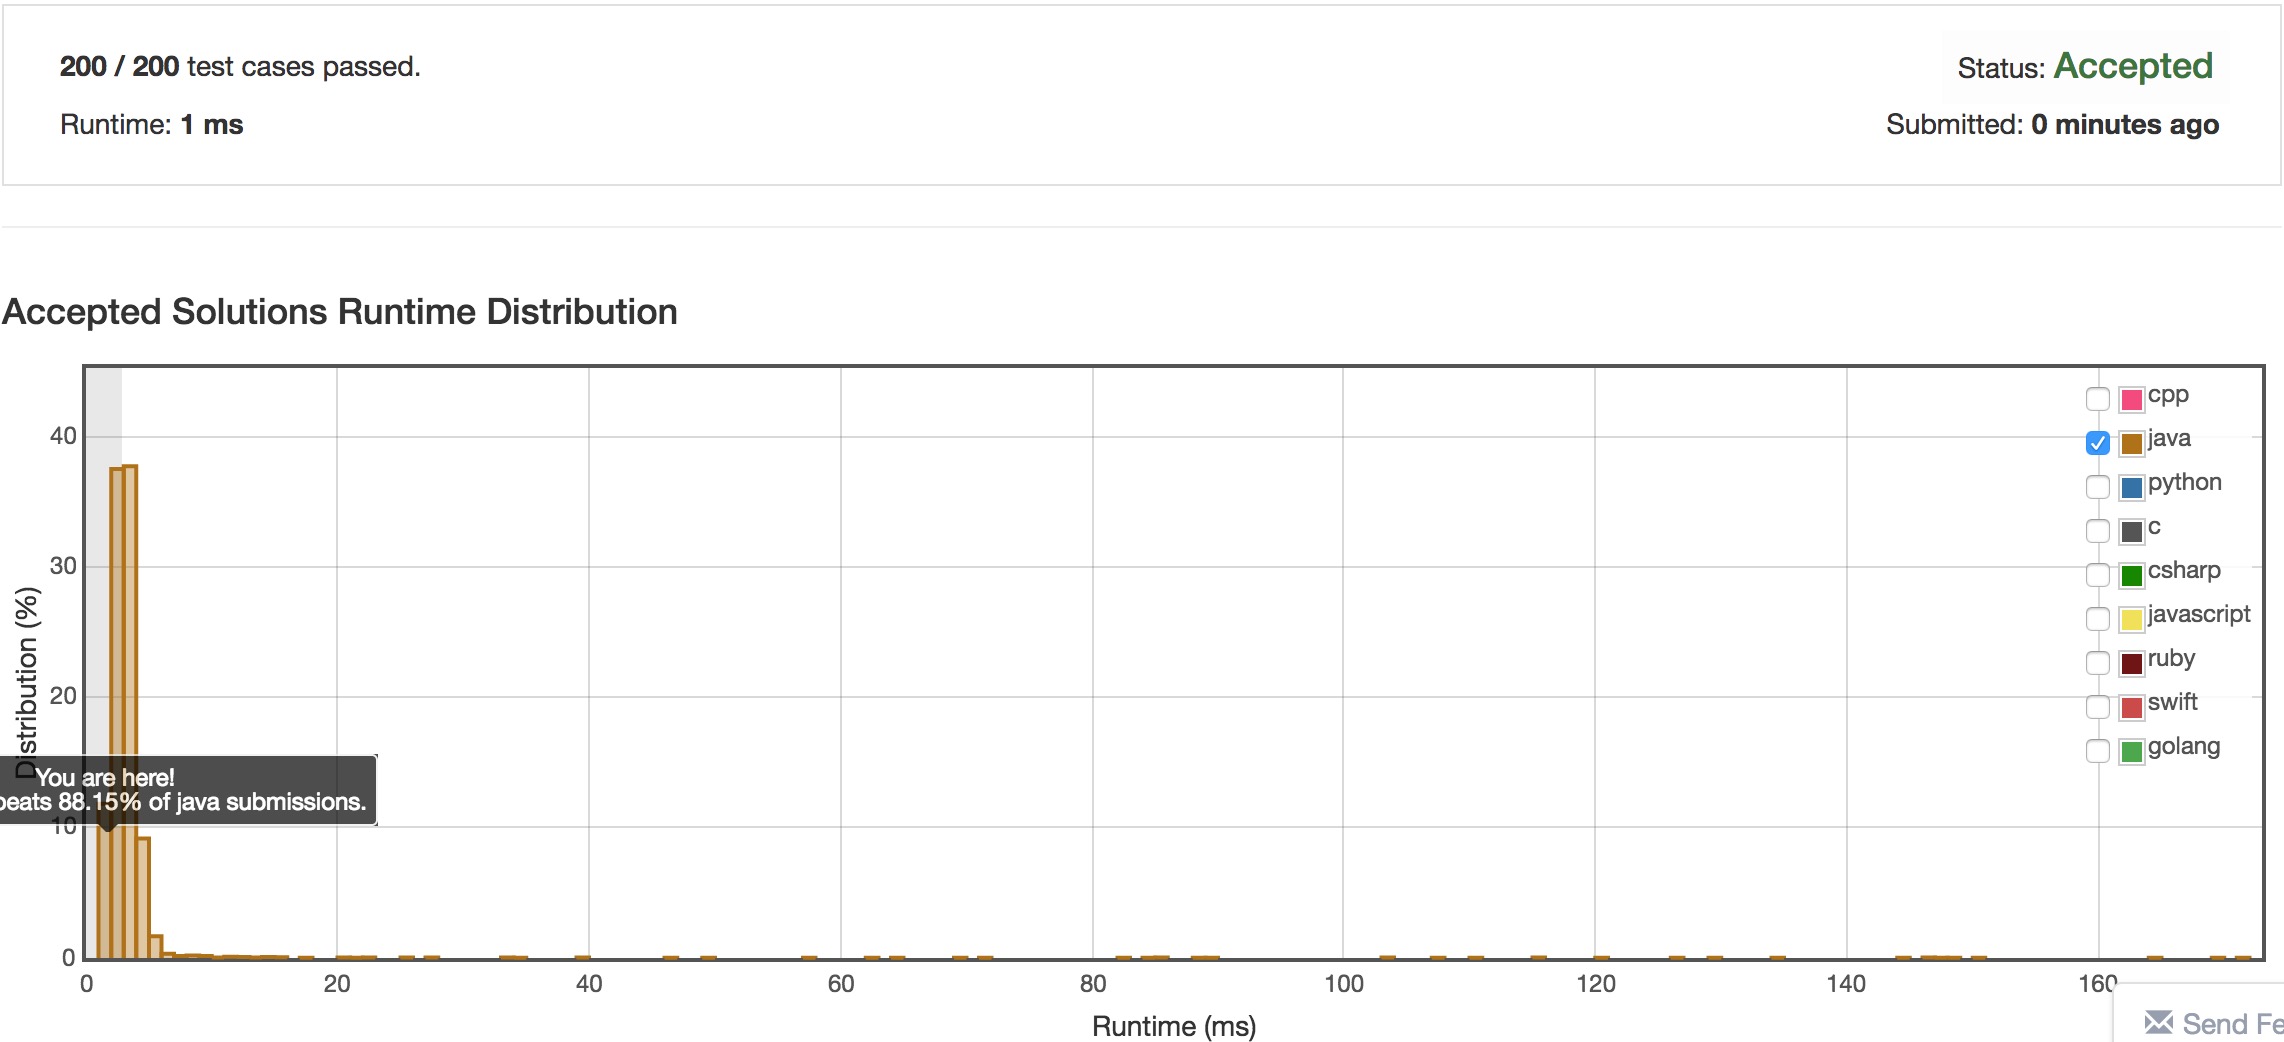 200 / 200 test cases passed.
Status: Accepted
Runtime: 1 ms
Submitted: 0 minutes ago
Accepted Solutions Runtime Distribution
cpp
java
python
c
csharp
javascript
ruby
swift
golang
Distribution (%)
40
30
20
10
0
You are here!
beats 88.15% of java submissions.
0 20 40 60 80 100 120 140 160
Runtime (ms)
Send